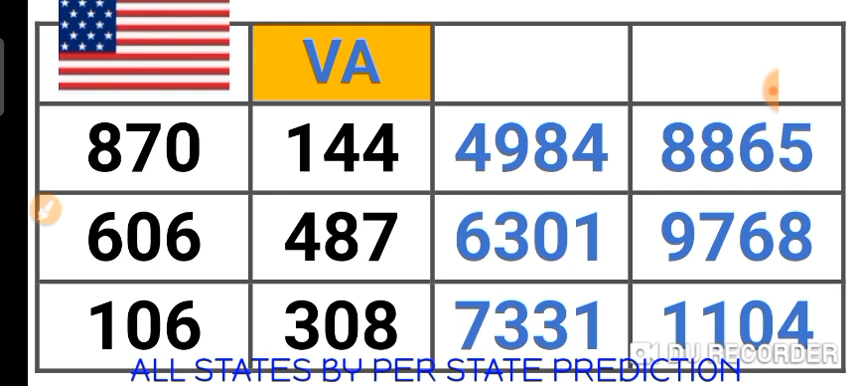 VA
870 144 4984 8865
606 487 6301 9768
106 308 7331 1104
DU RECORDER
ALL STATES BY PER STATE PREDICTION